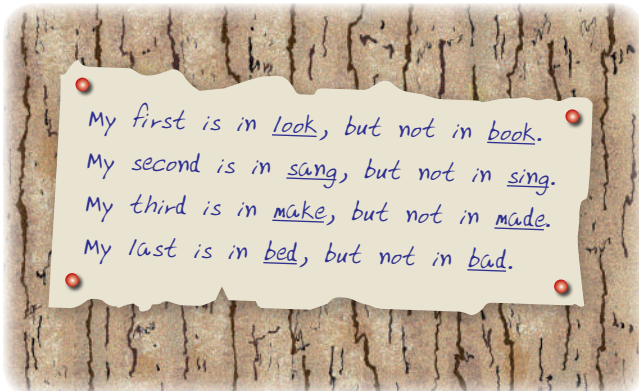 My first is in look, but not in book.
My second is in sang, but not in sing.
My third is in make, but not in made.
My last is in bed, but not in bad.